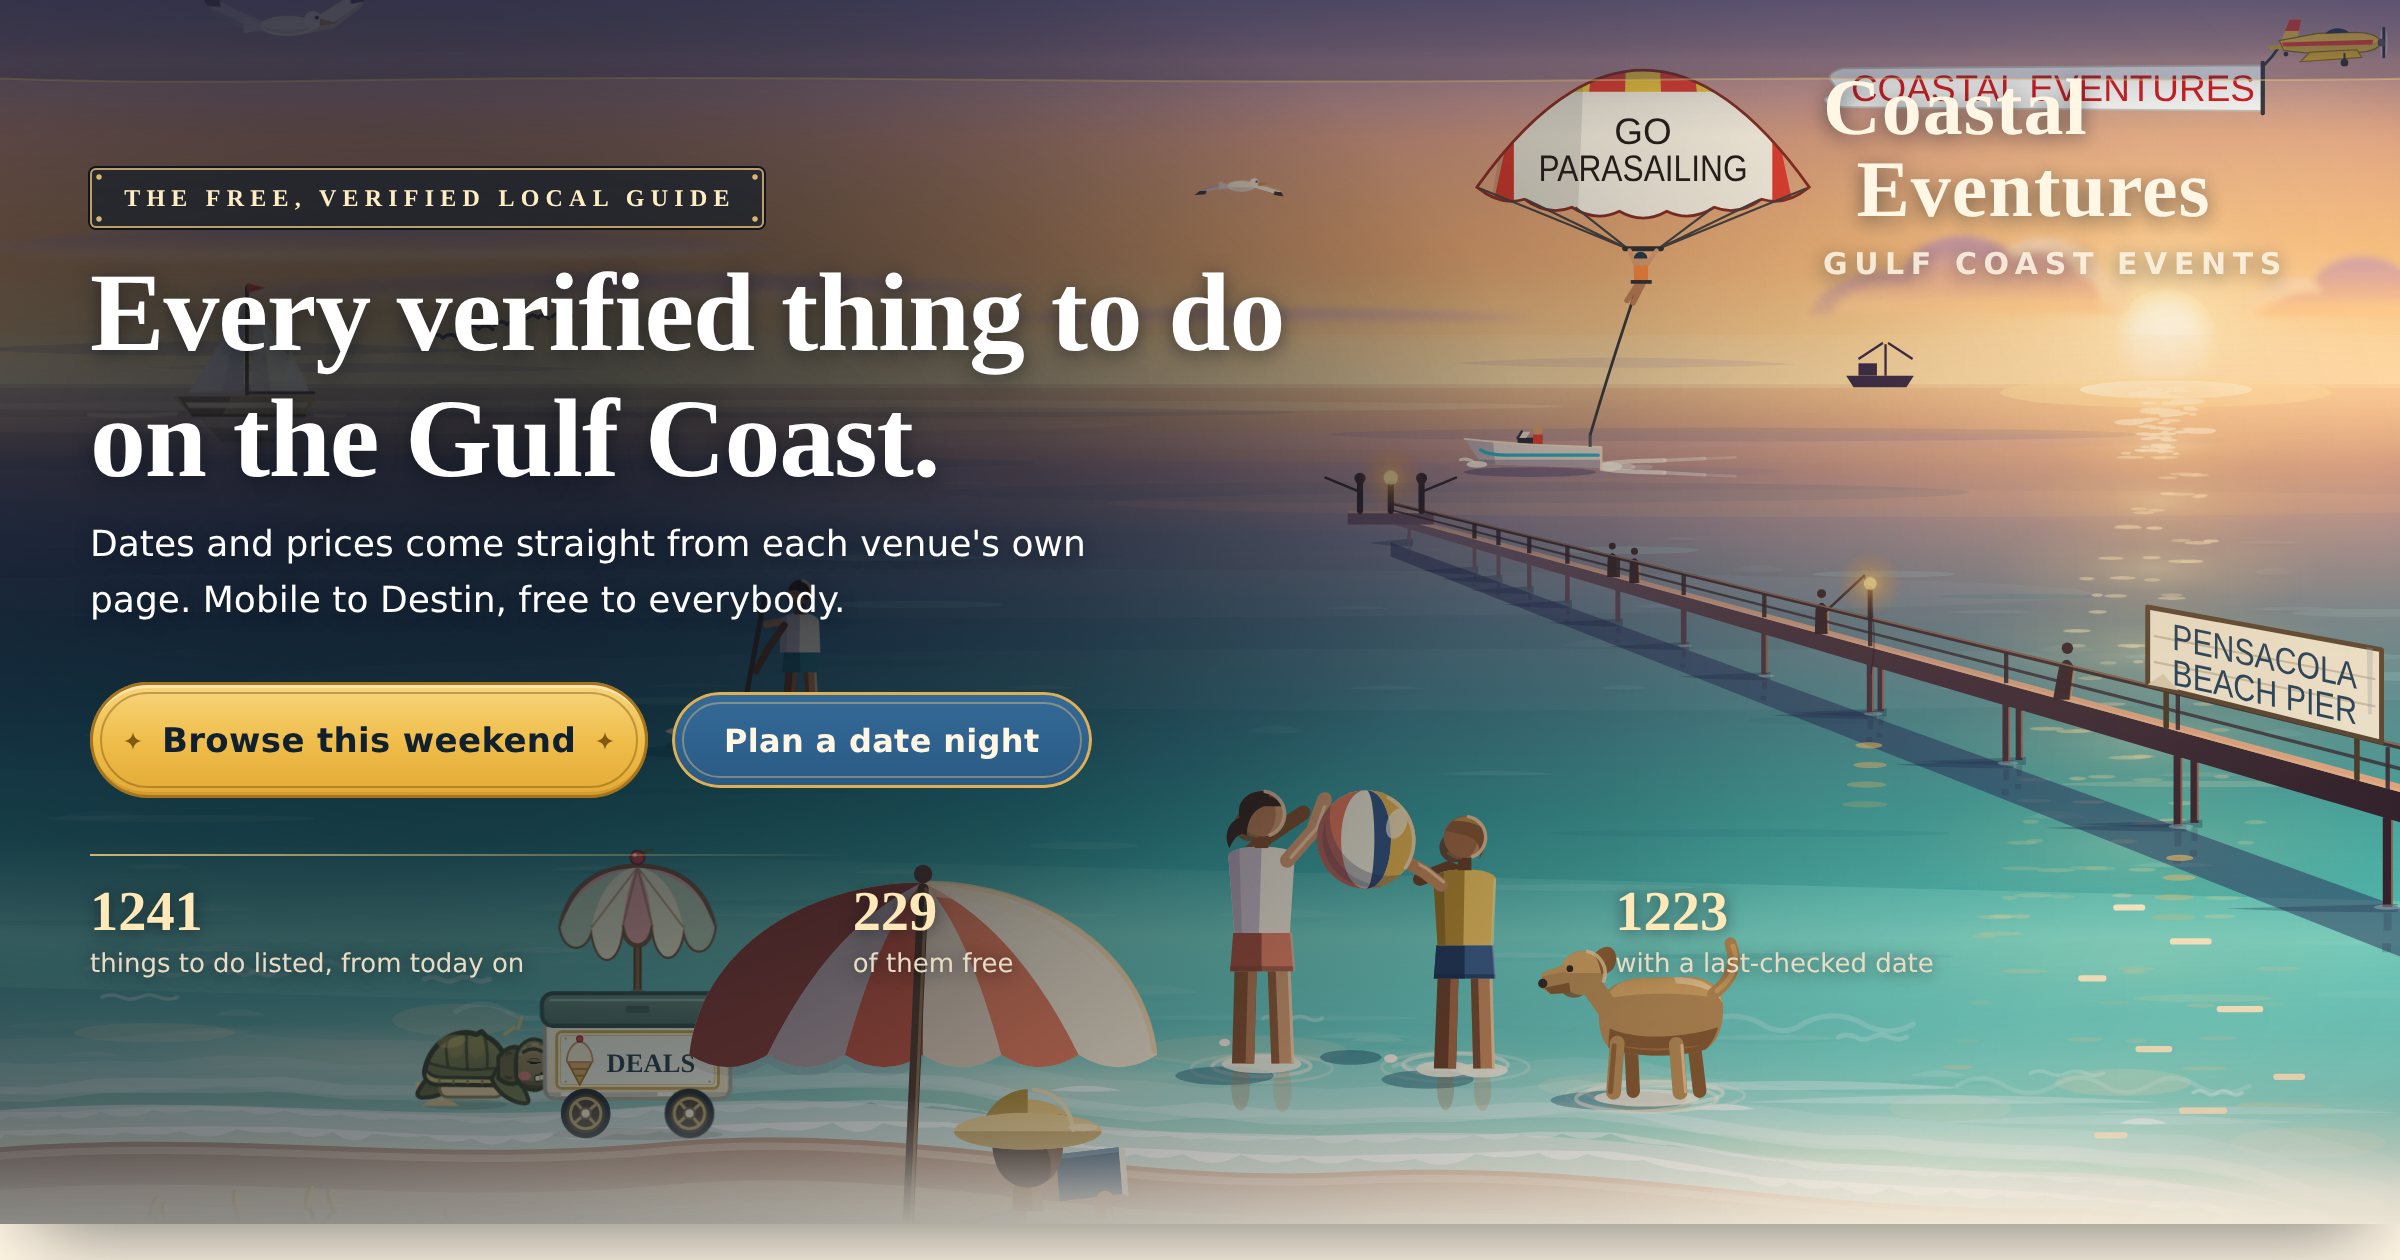 COASTAL EVENTURES
Coastal
Eventures
GULF COAST EVENTS
GO
PARASAILING
THE FREE, VERIFIED LOCAL GUIDE
Every verified thing to do
on the Gulf Coast.
Dates and prices come straight from each venue's own
page. Mobile to Destin, free to everybody.
Browse this weekend
Plan a date night
PENSACOLA
BEACH PIER
1241
things to do listed, from today on
229
of them free
1223
with a last-checked date
DEALS